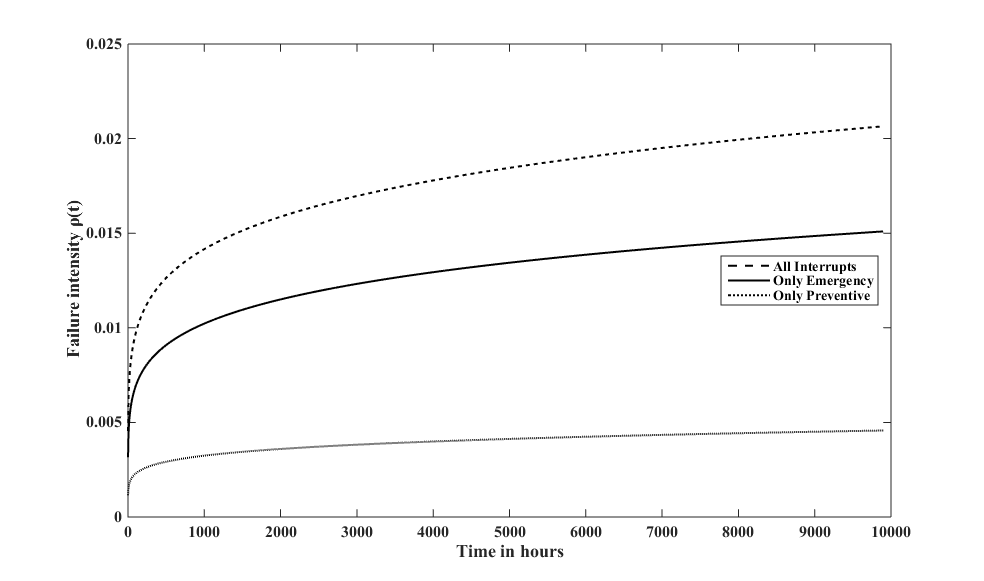 0.025
0.02
0.015
0.01
0.005
0
Failure intensity ρ(t)
All Interrupts
Only Emergency
Only Preventive
0 1000 2000 3000 4000 5000 6000 7000 8000 9000 10000
Time in hours